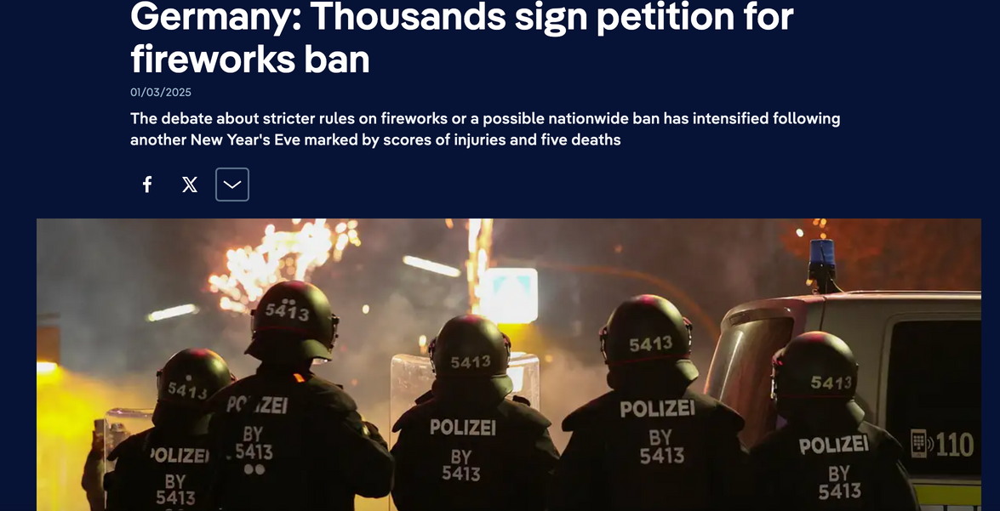 Germany: Thousands sign petition for
fireworks ban
01/03/2025
The debate about stricter rules on fireworks or a possible nationwide ban has intensified following
another New Year's Eve marked by scores of injuries and five deaths
5413
5413
5413
5413
5413
POLIZEI
BY
5413
POLIZEI
BY
5413
POLIZEI
BY
5413
POLIZEI
BY
5413
POLIZEI
BY
5413
110